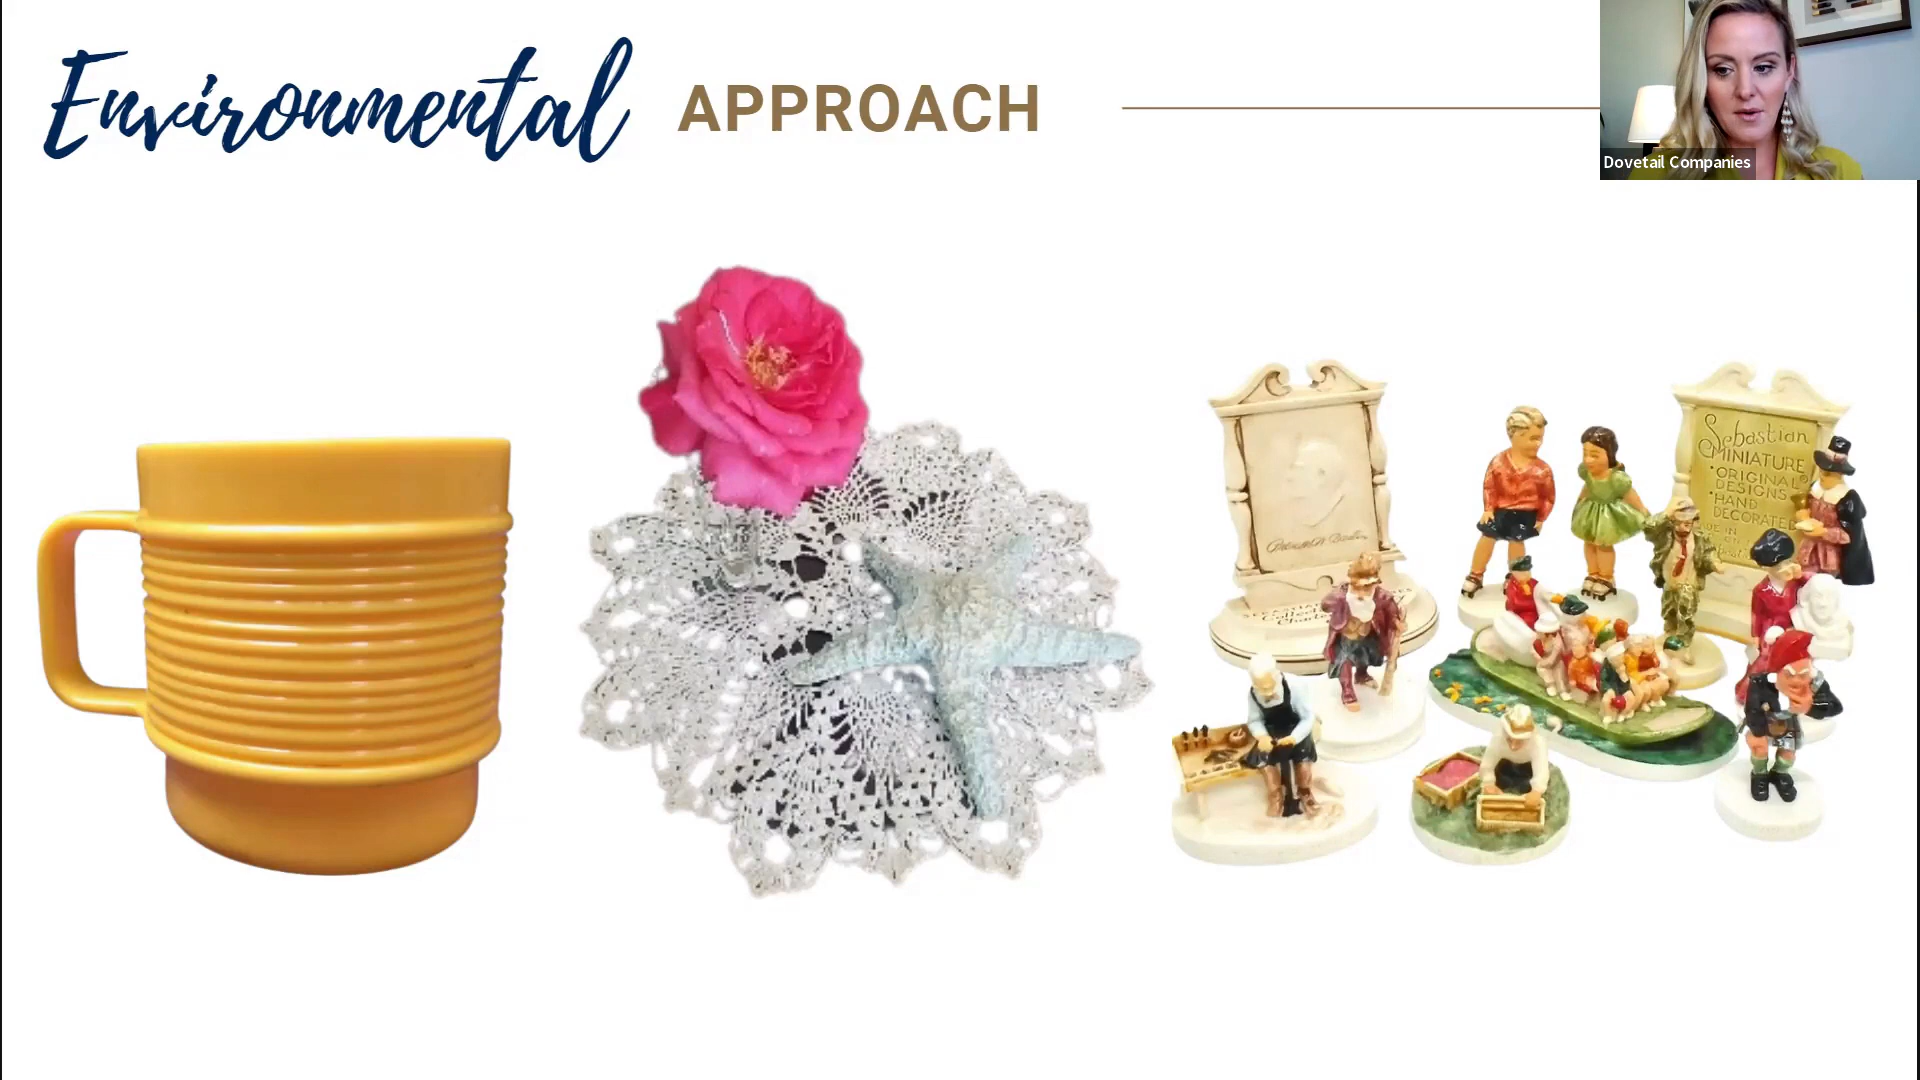 Environmental APPROACH
Dovetail Companies
Sebastian
MINIATURE
ORIGINAL
DESIGNS
HAND
DECORATED